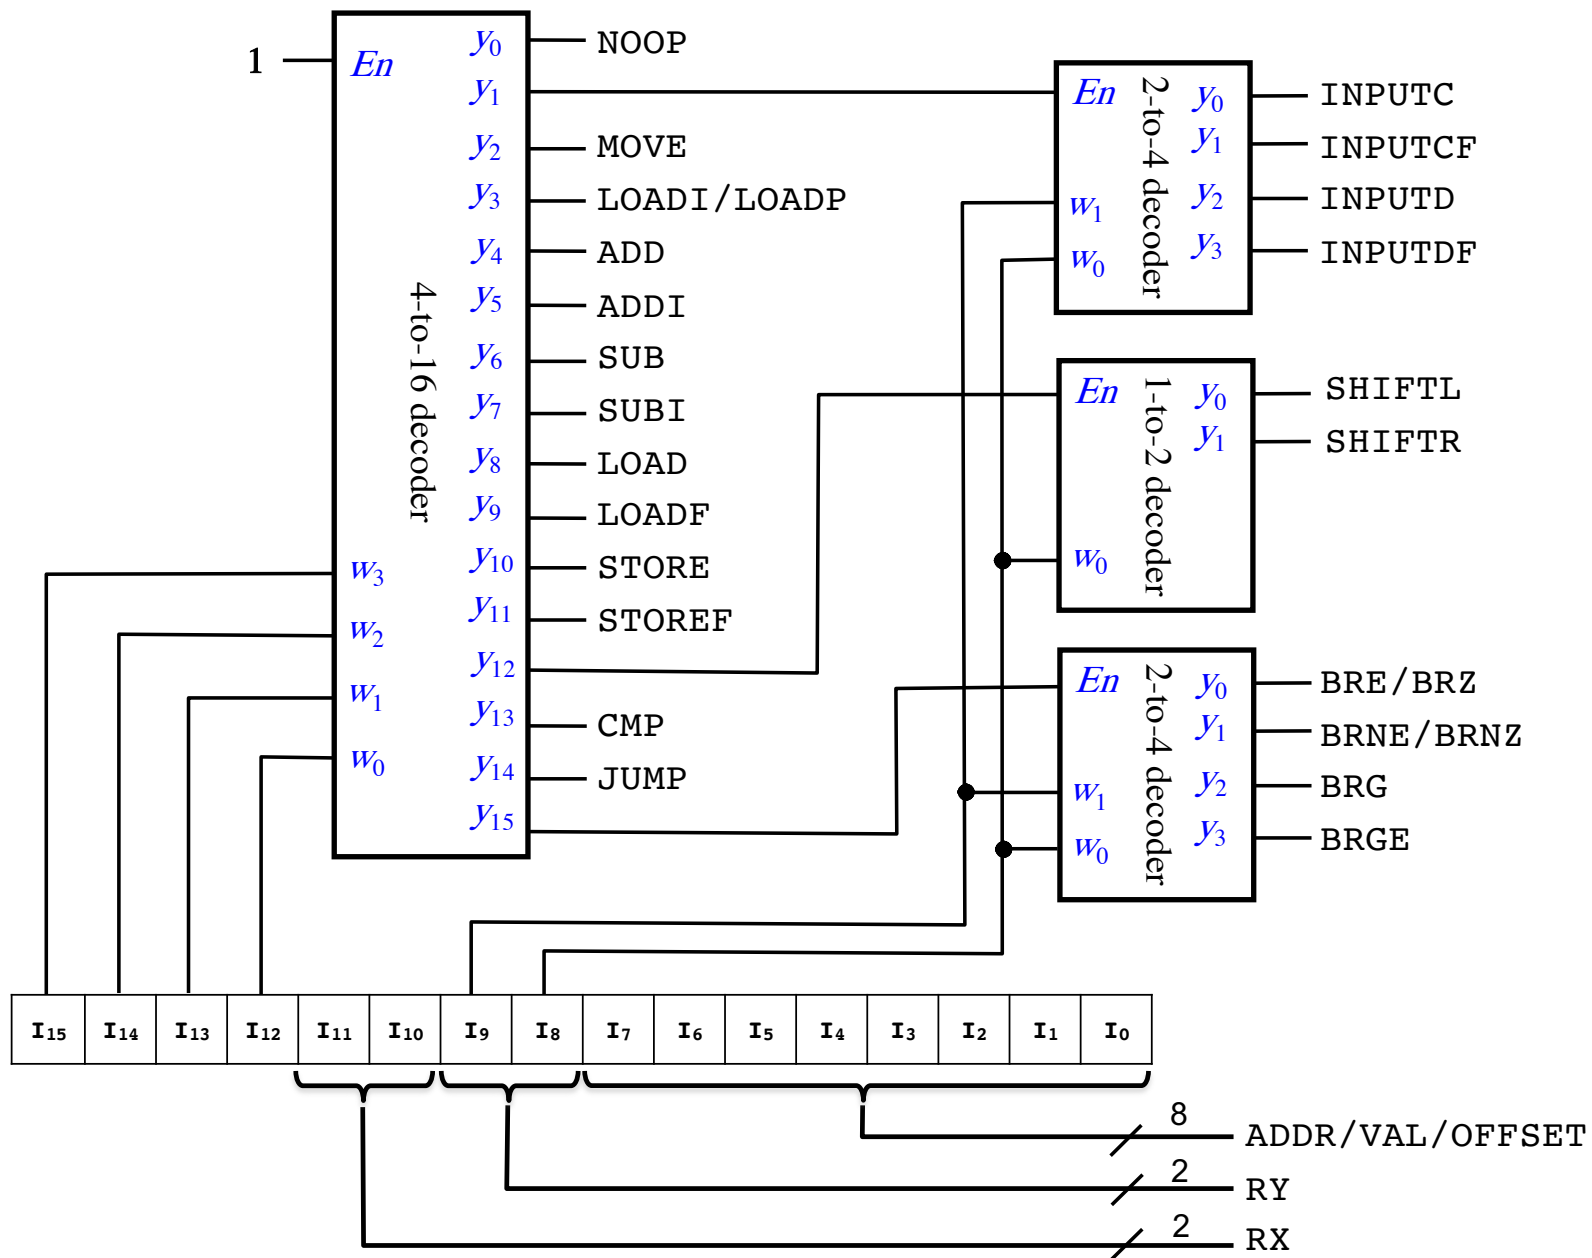 1
En
y0
y1
y2
y3
y4
y5
y6
y7
y8
y9
y10
y11
y12
y13
y14
y15
w3
w2
w1
w0
4-to-16 decoder
NOOP
MOVE
LOADI/LOADP
ADD
ADDI
SUB
SUBI
LOAD
LOADF
STORE
STOREF
CMP
JUMP
En
w1
w0
2-to-4 decoder
y0
y1
y2
y3
INPUTC
INPUTCF
INPUTD
INPUTDF
En
w0
1-to-2 decoder
y0
y1
SHIFTL
SHIFTR
En
w1
w0
2-to-4 decoder
y0
y1
y2
y3
BRE/BRZ
BRNE/BRNZ
BRG
BRGE
I15 I14 I13 I12 I11 I10 I9 I8 I7 I6 I5 I4 I3 I2 I1 I0
8
ADDR/VAL/OFFSET
2
RY
2
RX